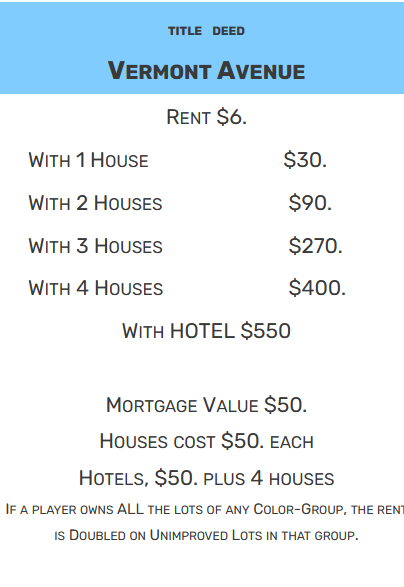 TITLE DEED
VERMONT AVENUE
RENT $6.
WITH 1 HOUSE $30.
WITH 2 HOUSES $90.
WITH 3 HOUSES $270.
WITH 4 HOUSES $400.
WITH HOTEL $550
MORTGAGE VALUE $50.
HOUSES COST $50. EACH
HOTELS, $50. PLUS 4 HOUSES
IF A PLAYER OWNS ALL THE LOTS OF ANY COLOR-GROUP, THE RENT
IS DOUBLED ON UNIMPROVED LOTS IN THAT GROUP.